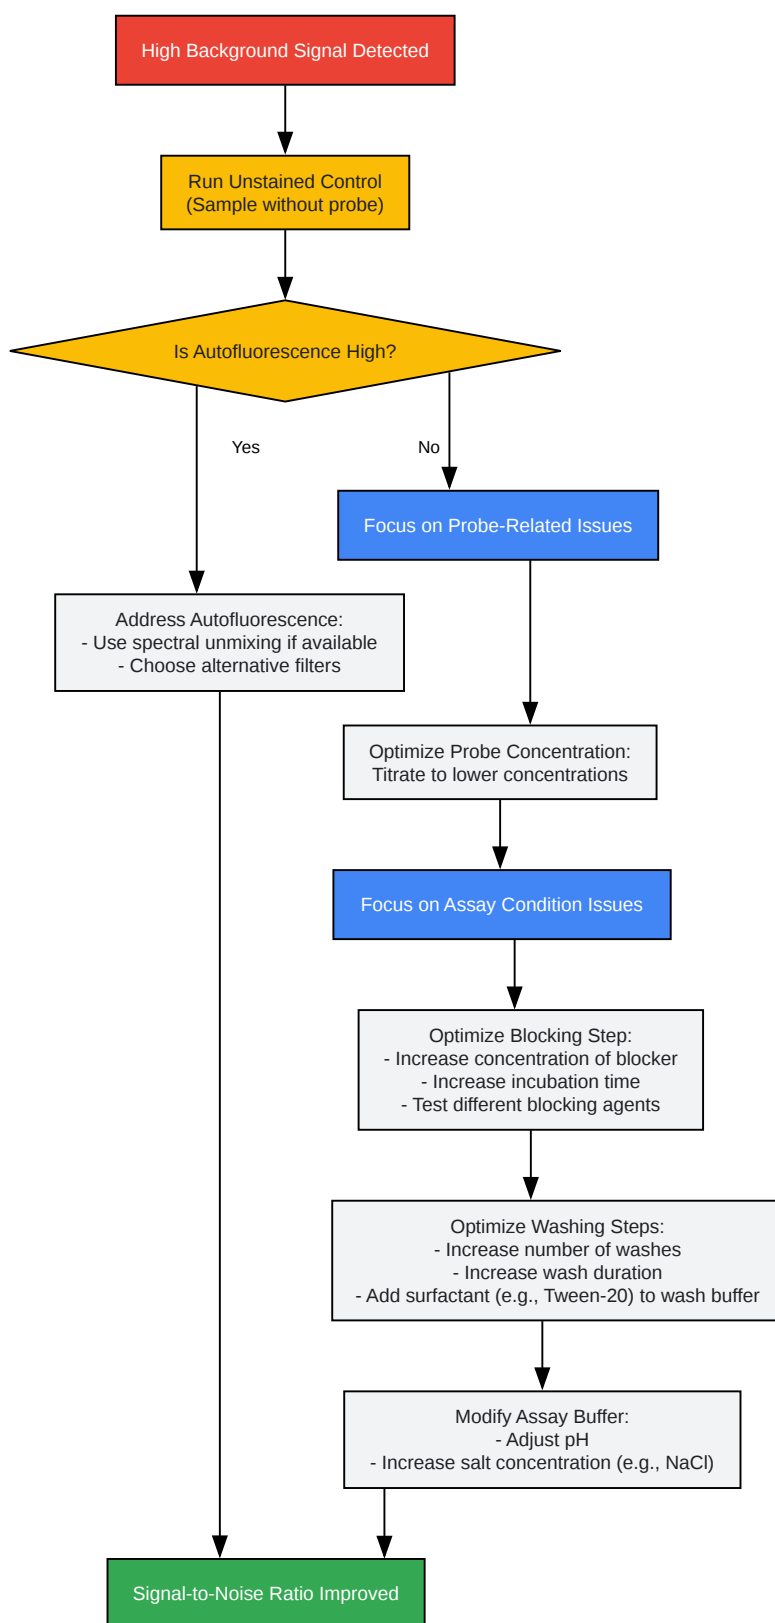 High Background Signal Detected
Run Unstained Control
(Sample without probe)
Is Autofluorescence High?
Yes
No
Focus on Probe-Related Issues
Address Autofluorescence:
- Use spectral unmixing if available
- Choose alternative filters
Optimize Probe Concentration:
Titrate to lower concentrations
Focus on Assay Condition Issues
Optimize Blocking Step:
- Increase concentration of blocker
- Increase incubation time
- Test different blocking agents
Optimize Washing Steps:
- Increase number of washes
- Increase wash duration
- Add surfactant (e.g., Tween-20) to wash buffer
Modify Assay Buffer:
- Adjust pH
- Increase salt concentration (e.g., NaCl)
Signal-to-Noise Ratio Improved